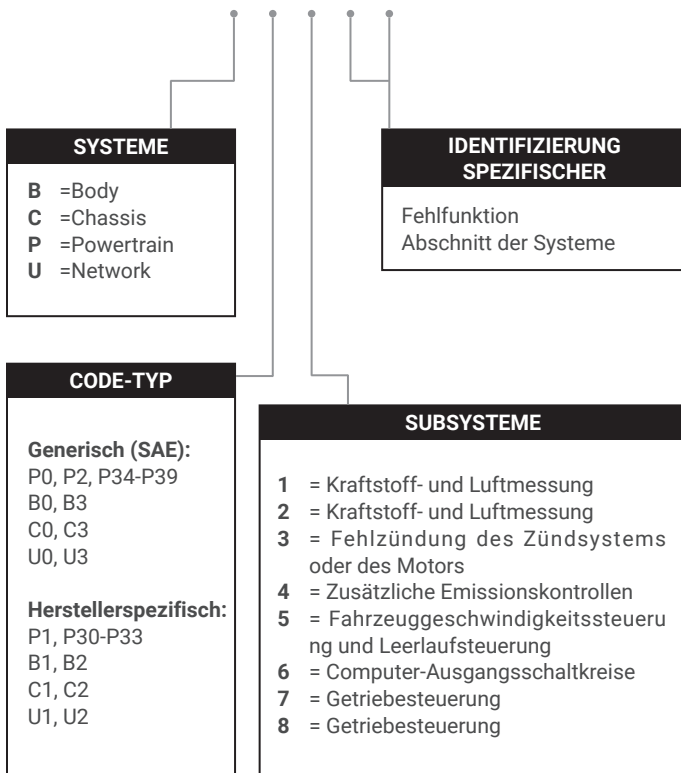 SYSTEME
B =Body
C =Chassis
P =Powertrain
U =Network
IDENTIFIZIERUNG
SPEZIFISCHER
Fehlfunktion
Abschnitt der Systeme
CODE-TYP
Generisch (SAE):
P0, P2, P34-P39
B0, B3
C0, C3
U0, U3
Herstellerspezifisch:
P1, P30-P33
B1, B2
C1, C2
U1, U2
SUBSYSTEME
1 = Kraftstoff- und Luftmessung
2 = Kraftstoff- und Luftmessung
3 = Fehlzündung des Zündsystems
oder des Motors
4 = Zusätzliche Emissionskontrollen
5 = Fahrzeuggeschwindigkeitssteueru
ng und Leerlaufsteuerung
6 = Computer-Ausgangsschaltkreise
7 = Getriebesteuerung
8 = Getriebesteuerung